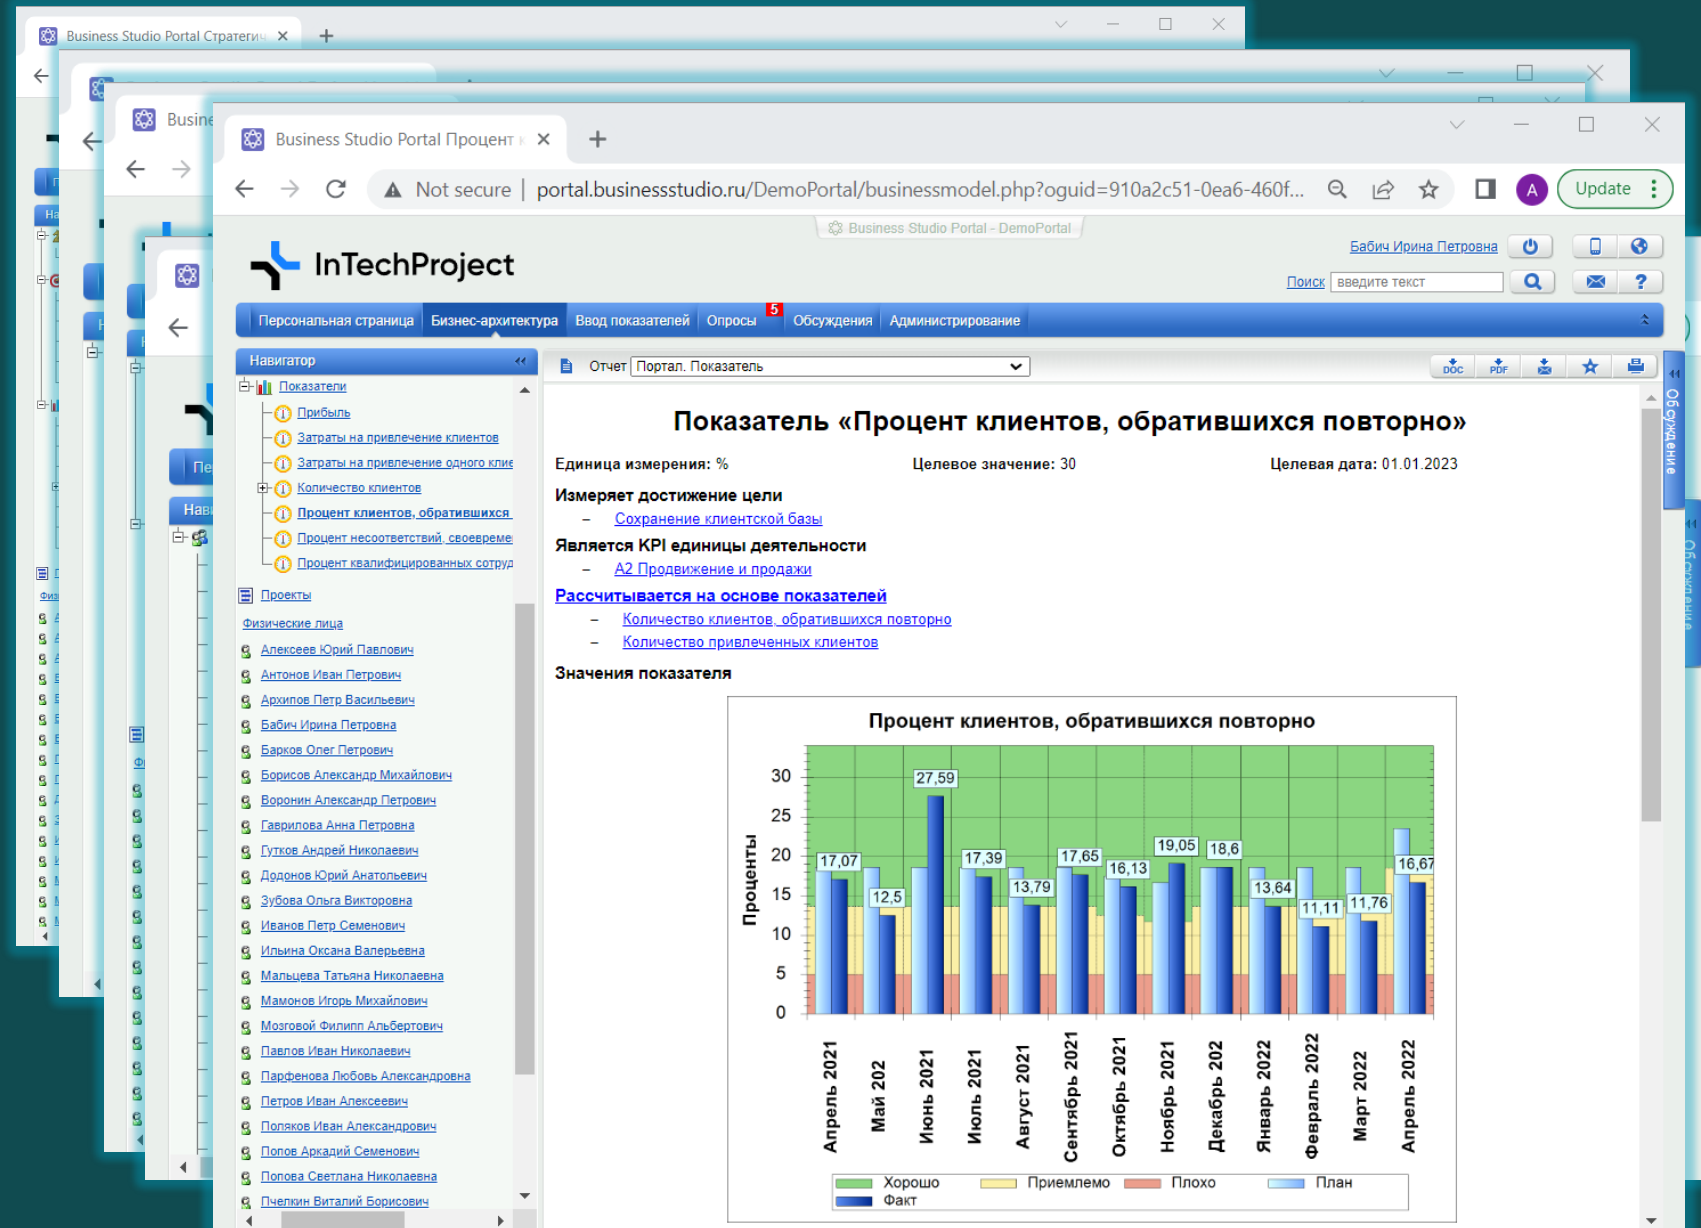 Business Studio Portal Стратеги
Business Studio Portal Процент к
Not secure | portal.businessstudio.ru/DemoPortal/businessmodel.php?oguid=910a2c51-0ea6-460f...
A
Update
Business Studio Portal - DemoPortal
InTechProject
Бабич Ирина Петровна
Поиск введите текст
?
Персональная страница Бизнес-архитектура Ввод показателей Опросы 5 Обсуждения Администрирование
Навигатор
Показатели
Прибыль
Затраты на привлечение клиентов
Затраты на привлечение одного клие
Количество клиентов
Процент клиентов, обратившихся
Процент несоответствий, своевреме
Процент квалифицированных сотруд
Проекты
Физические лица
Алексеев Юрий Павлович
Антонов Иван Петрович
Архипов Петр Васильевич
Бабич Ирина Петровна
Барков Олег Петрович
Борисов Александр Михайлович
Воронин Александр Петрович
Гаврилова Анна Петровна
Гутков Андрей Николаевич
Додонов Юрий Анатольевич
Зубова Ольга Викторовна
Иванов Петр Семенович
Ильина Оксана Валерьевна
Мальцева Татьяна Николаевна
Мамонов Игорь Михайлович
Мозговой Филипп Альбертович
Павлов Иван Николаевич
Парфенова Любовь Александровна
Петров Иван Алексеевич
Поляков Иван Александрович
Попов Аркадий Семенович
Попова Светлана Николаевна
Пчелкин Виталий Борисович
Отчет Портал. Показатель
DOC PDF
Обсуждение
Показатель «Процент клиентов, обратившихся повторно»
Единица измерения: % Целевое значение: 30 Целевая дата: 01.01.2023
Измеряет достижение цели
– Сохранение клиентской базы
Является KPI единицы деятельности
– А2 Продвижение и продажи
Рассчитывается на основе показателей
– Количество клиентов, обратившихся повторно
– Количество привлеченных клиентов
Значения показателя
Процент клиентов, обратившихся повторно
Проценты
30
25
20
15
10
5
0
17,07
12,5
27,59
17,39
13,79
17,65
16,13
19,05
18,6
13,64
11,11
11,76
16,67
Апрель 2021
Май 202
Июнь 2021
Июль 2021
Август 2021
Сентябрь 2021
Октябрь 2021
Ноябрь 2021
Декабрь 202
Январь 2022
Февраль 2022
Март 2022
Апрель 2022
Хорошо Приемлемо Плохо План
Факт